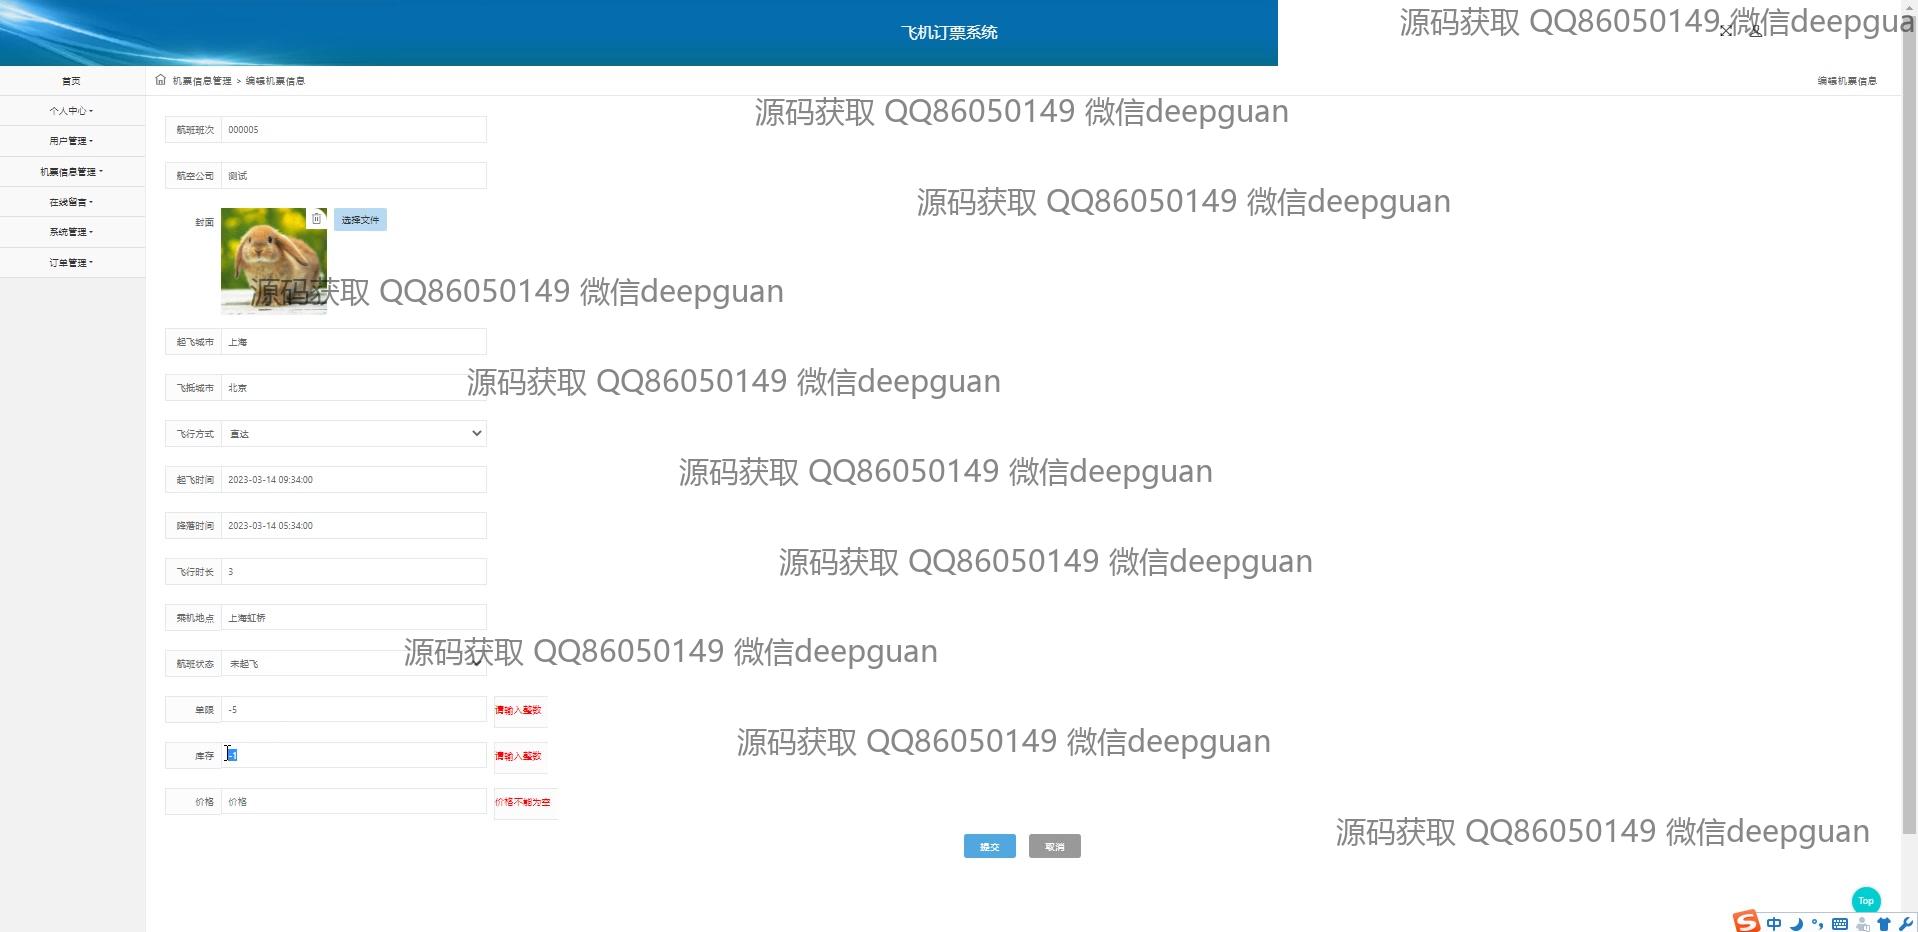 飞机订票系统
源码获取 QQ86050149 微信deepgua
首页
机票信息管理 > 编辑机票信息
编辑机票信息
个人中心
用户管理
机票信息管理
在线留言
系统管理
订单管理
源码获取 QQ86050149 微信deepguan
航班班次 000005
航空公司 测试
源码获取 QQ86050149 微信deepguan
封面 选择文件
源码获取 QQ86050149 微信deepguan
起飞城市 上海
飞抵城市 北京
源码获取 QQ86050149 微信deepguan
飞行方式 直达
源码获取 QQ86050149 微信deepguan
起飞时间 2023-03-14 09:34:00
降落时间 2023-03-14 05:34:00
源码获取 QQ86050149 微信deepguan
飞行时长 3
乘机地点 上海虹桥
源码获取 QQ86050149 微信deepguan
航班状态 未起飞
单限 -5 请输入整数
源码获取 QQ86050149 微信deepguan
库存 -1 请输入整数
价格 价格 价格不能为空
源码获取 QQ86050149 微信deepguan
提交 取消
Top
中